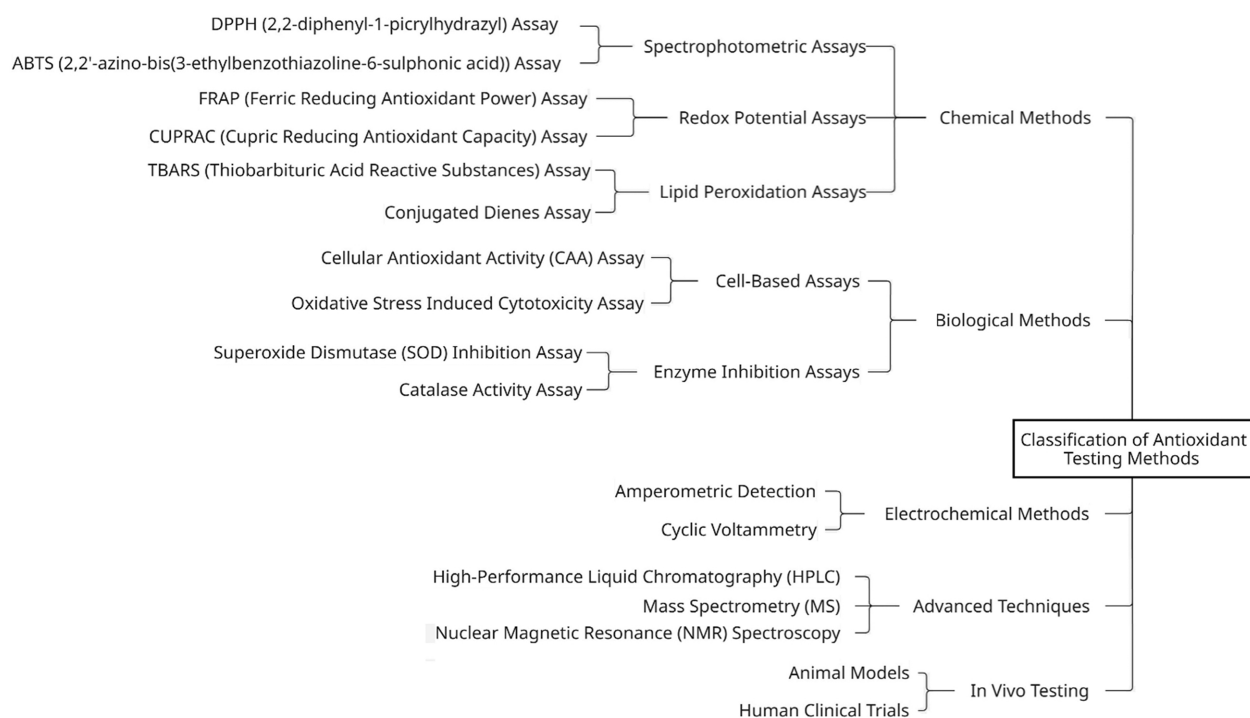 DPPH (2,2-diphenyl-1-picrylhydrazyl) Assay
ABTS (2,2'-azino-bis(3-ethylbenzothiazoline-6-sulphonic acid)) Assay
Spectrophotometric Assays
FRAP (Ferric Reducing Antioxidant Power) Assay
CUPRAC (Cupric Reducing Antioxidant Capacity) Assay
Redox Potential Assays
TBARS (Thiobarbituric Acid Reactive Substances) Assay
Conjugated Dienes Assay
Lipid Peroxidation Assays
Chemical Methods
Cellular Antioxidant Activity (CAA) Assay
Oxidative Stress Induced Cytotoxicity Assay
Cell-Based Assays
Superoxide Dismutase (SOD) Inhibition Assay
Catalase Activity Assay
Enzyme Inhibition Assays
Biological Methods
Classification of Antioxidant
Testing Methods
Amperometric Detection
Cyclic Voltammetry
Electrochemical Methods
High-Performance Liquid Chromatography (HPLC)
Mass Spectrometry (MS)
Nuclear Magnetic Resonance (NMR) Spectroscopy
Advanced Techniques
Animal Models
Human Clinical Trials
In Vivo Testing